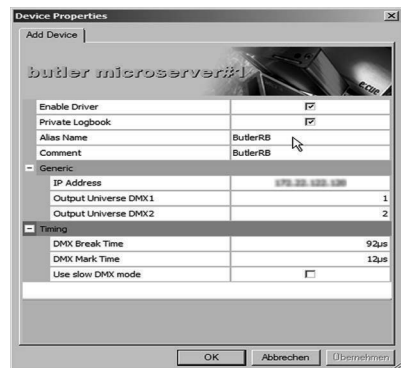 Device Properties
Add Device
butler microserver#1
e:cue
Enable Driver
Private Logbook
Alias Name ButlerRB
Comment ButlerRB
Generic
IP Address
Output Universe DMX1 1
Output Universe DMX2 2
Timing
DMX Break Time 92µs
DMX Mark Time 12µs
Use slow DMX mode
OK Abbrechen Übernehmen